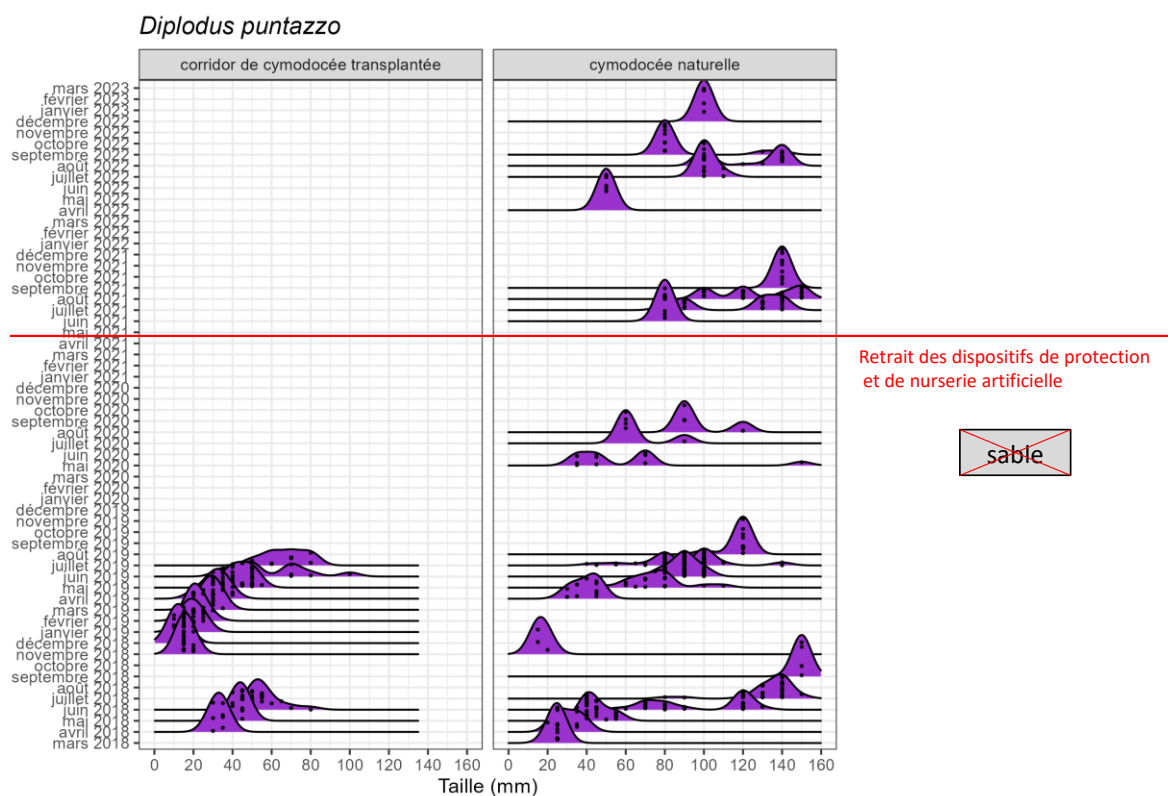 Diplodus puntazzo
corridor de cymodocée transplantée
cymodocée naturelle
mars 2023
février 2023
janvier 2023
décembre 2022
novembre 2022
octobre 2022
septembre 2022
août 2022
juillet 2022
juin 2022
mai 2022
avril 2022
mars 2022
février 2022
janvier 2022
décembre 2021
novembre 2021
octobre 2021
septembre 2021
août 2021
juillet 2021
juin 2021
mai 2021
avril 2021
mars 2021
février 2021
janvier 2021
décembre 2020
novembre 2020
octobre 2020
septembre 2020
août 2020
juillet 2020
juin 2020
mai 2020
mars 2020
février 2020
janvier 2020
décembre 2019
novembre 2019
octobre 2019
septembre 2019
août 2019
juillet 2019
juin 2019
mai 2019
avril 2019
mars 2019
février 2019
janvier 2019
décembre 2018
novembre 2018
octobre 2018
septembre 2018
août 2018
juillet 2018
juin 2018
mai 2018
avril 2018
mars 2018
Retrait des dispositifs de protection
et de nurserie artificielle
sable
0 20 40 60 80 100 120 140 160
0 20 40 60 80 100 120 140 160
Taille (mm)